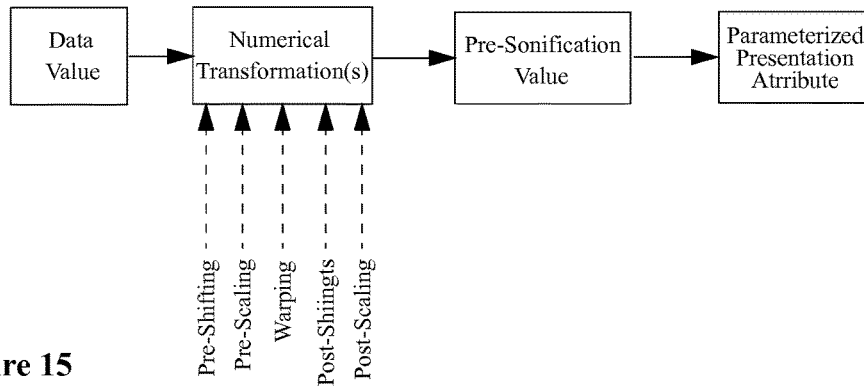 Data
Value
Numerical
Transformation(s)
Pre-Sonification
Value
Parameterized
Presentation
Atrribute
Pre-Shifting
Pre-Scaling
Warping
Post-Shiingts
Post-Scaling
re 15